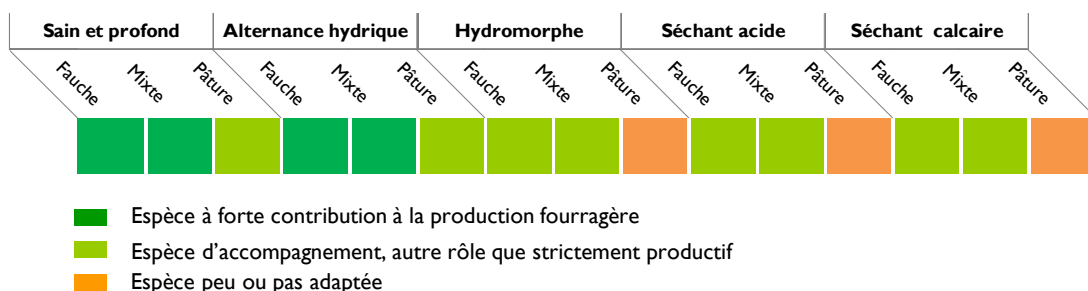 Sain et profond Alternance hydrique Hydromorphe Séchant acide Séchant calcaire
Fauche Mixte Pâture Fauche Mixte Pâture Fauche Mixte Pâture Fauche Mixte Pâture Fauche Mixte Pâture
Espèce à forte contribution à la production fourragère
Espèce d'accompagnement, autre rôle que strictement productif
Espèce peu ou pas adaptée